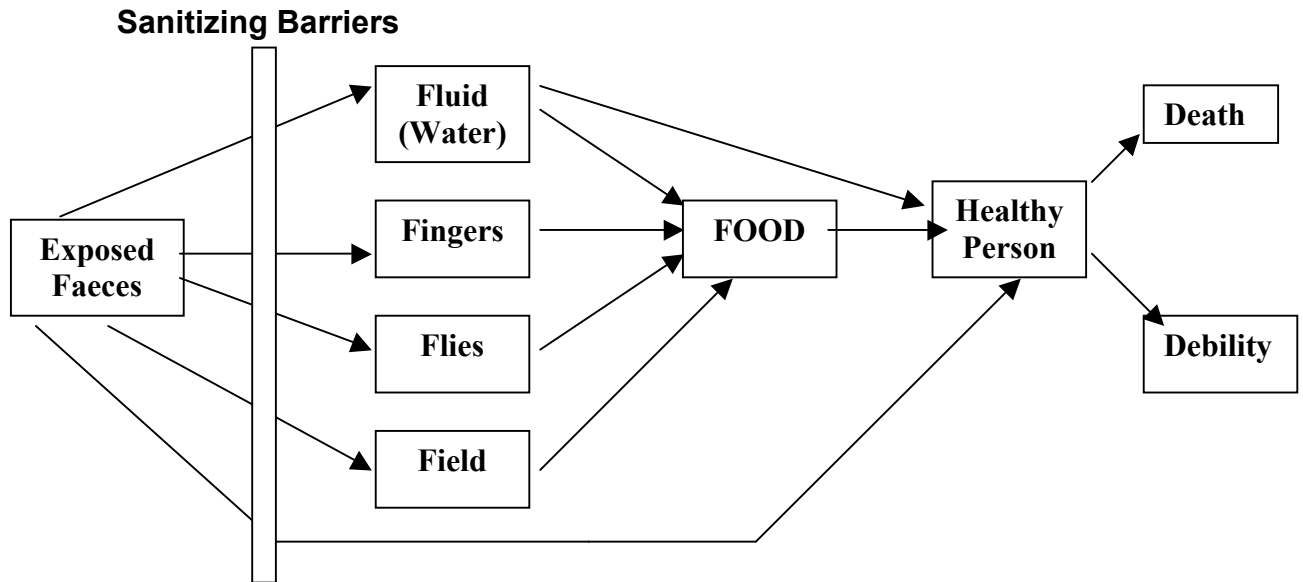 Sanitizing Barriers
Fluid
(Water)
Death
Exposed
Faeces
Fingers
FOOD
Healthy
Person
Flies
Debility
Field